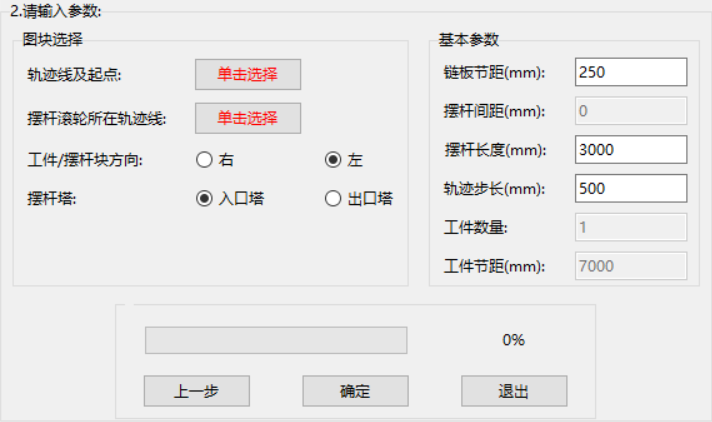 2.请输入参数:
图块选择
轨迹线及起点: 单击选择
摆杆滚轮所在轨迹线: 单击选择
工件/摆杆块方向: 右 左
摆杆塔: 入口塔 出口塔
基本参数
链板节距(mm): 250
摆杆间距(mm): 0
摆杆长度(mm): 3000
轨迹步长(mm): 500
工件数量: 1
工件节距(mm): 7000
0%
上一步 确定 退出